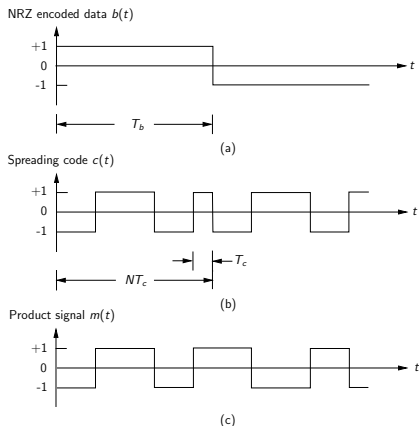 NRZ encoded data b(t)
+1
0
-1
t
T_b
(a)
Spreading code c(t)
+1
0
-1
t
T_c
NT_c
(b)
Product signal m(t)
+1
0
-1
t
(c)